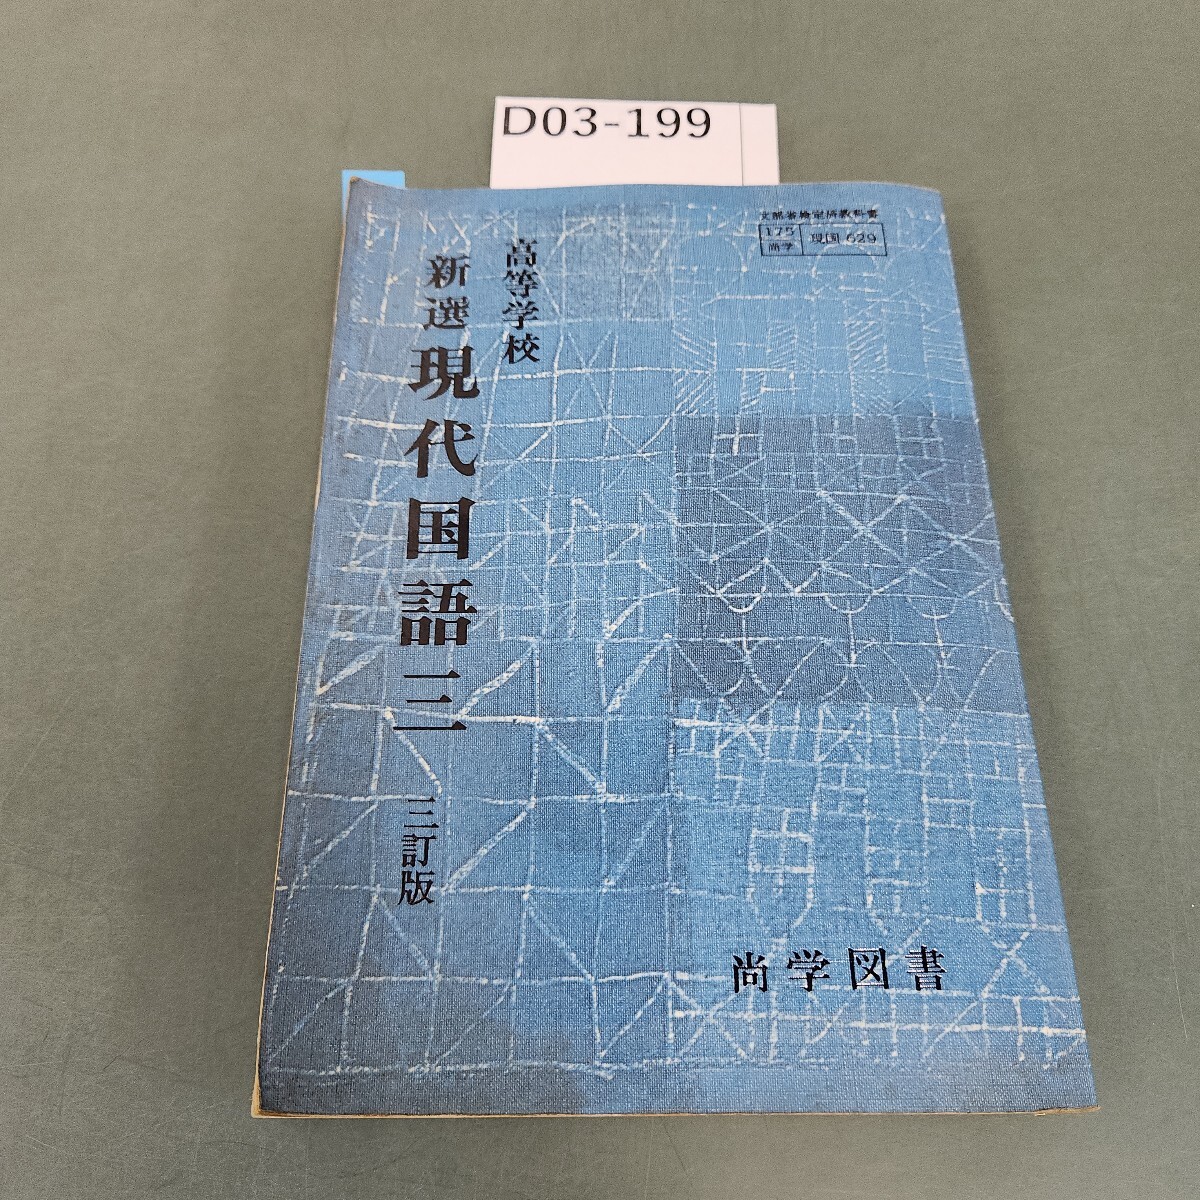 D03-199
文部省検定済教科書
175 尚学
現国 629
高等学校
新選現代国語三
三訂版
尚学図書